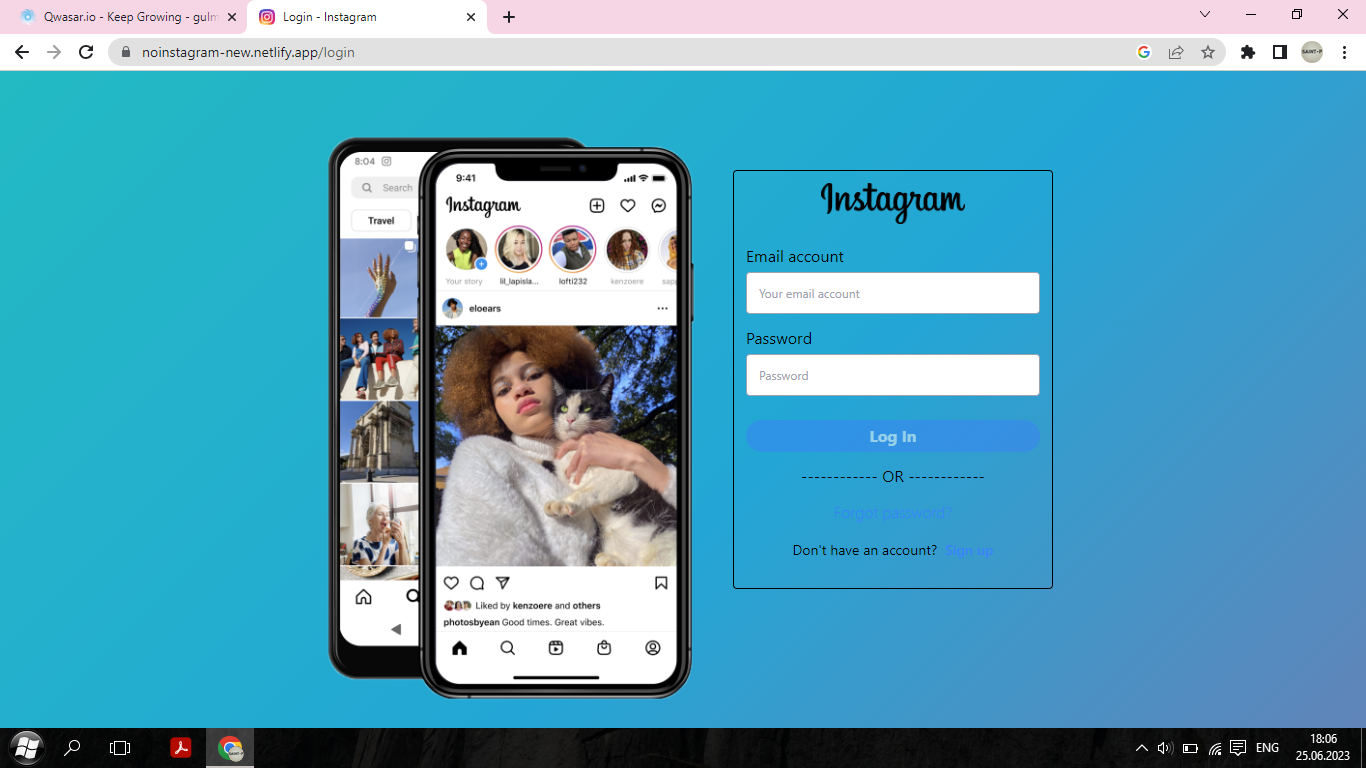 Qwasar.io - Keep Growing - gulm
Login - Instagram
noinstagram-new.netlify.app/login
SAINT-P
8:04
Search
Travel
9:41
Instagram
Your story
lil_lapisla...
lofti232
kenzoere
sap
eloears
Liked by kenzoere and others
photosbyean Good times. Great vibes.
Instagram
Email account
Your email account
Password
Password
Log In
------------ OR ------------
Forgot password?
Don't have an account? Sign up
SAINT-P
ENG
18:06
25.06.2023